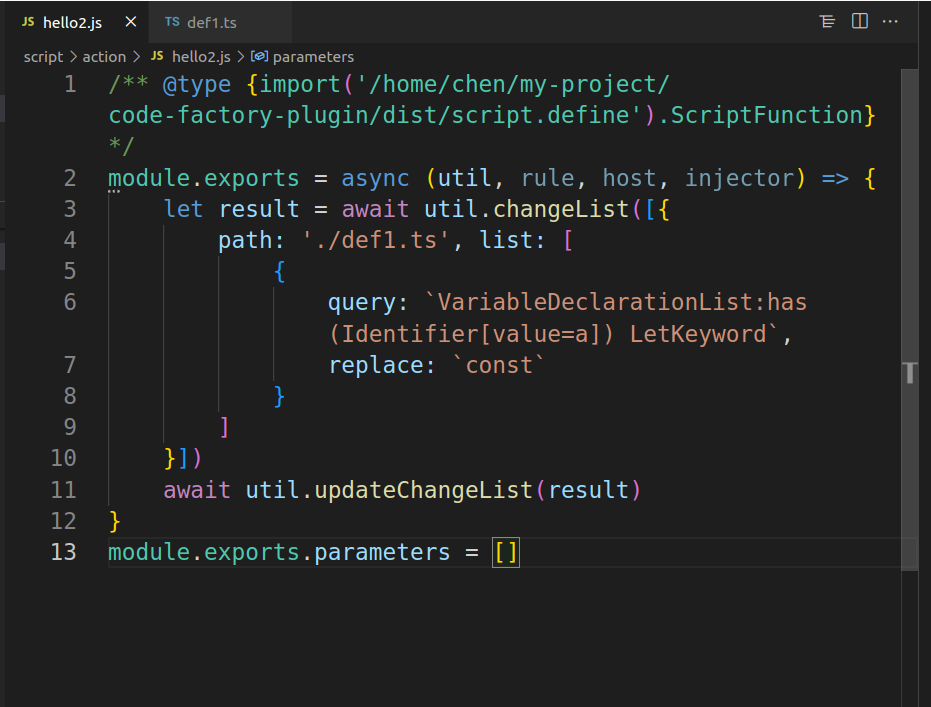 JS hello2.js × TS def1.ts ···
script > action > JS hello2.js > parameters
1 /** @type {import('/home/chen/my-project/
code-factory-plugin/dist/script.define').ScriptFunction}
*/
2 module.exports = async (util, rule, host, injector) => {
3 let result = await util.changeList([{
4 path: './def1.ts', list: [
5 {
6 query: `VariableDeclarationList:has
(Identifier[value=a]) LetKeyword`,
7 replace: `const`
8 }
9 ]
10 }])
11 await util.updateChangeList(result)
12 }
13 module.exports.parameters = []